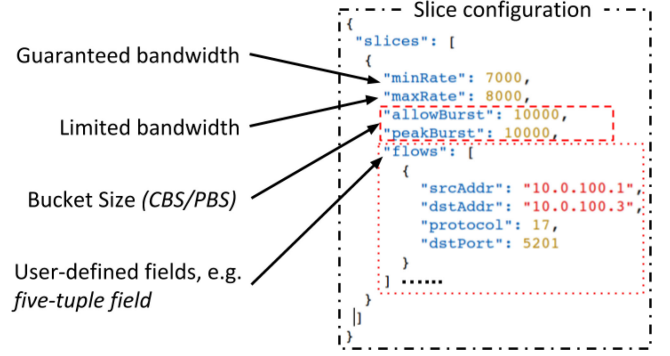 Slice configuration
{
"slices": [
{
Guaranteed bandwidth
"minRate": 7000,
"maxRate": 8000,
Limited bandwidth
"allowBurst": 10000,
"peakBurst": 10000,
"flows": [
{
Bucket Size (CBS/PBS)
"srcAddr": "10.0.100.1",
"dstAddr": "10.0.100.3",
"protocol": 17,
"dstPort": 5201
User-defined fields, e.g.
five-tuple field
}
] ......
}
]
}